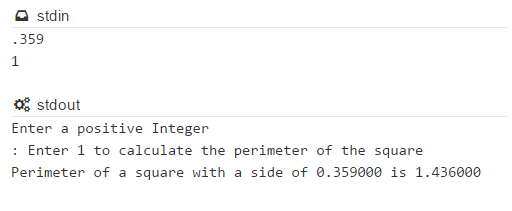 stdin
.359
1
stdout
Enter a positive Integer
: Enter 1 to calculate the perimeter of the square
Perimeter of a square with a side of 0.359000 is 1.436000